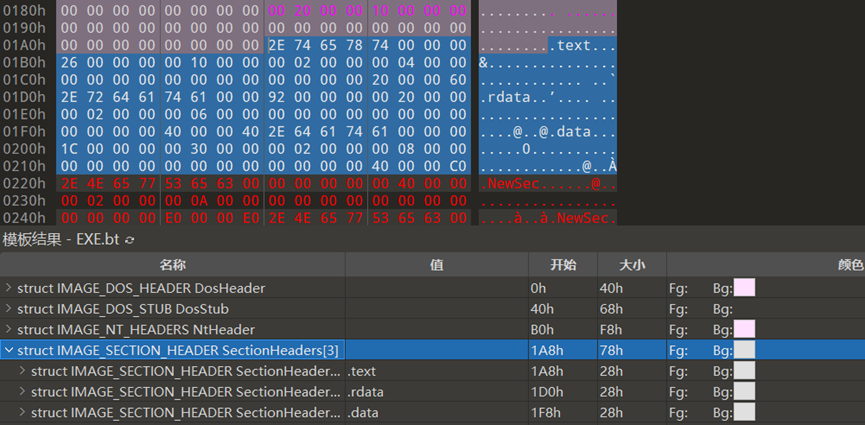 0180h 00 00 00 00 00 00 00 00 00 20 00 00 10 00 00 00 ......... ......
0190h 00 00 00 00 00 00 00 00 00 00 00 00 00 00 00 00 ................
01A0h 00 00 00 00 00 00 00 00 2E 74 65 78 74 00 00 00 .........text...
01B0h 26 00 00 00 00 10 00 00 00 02 00 00 00 04 00 00 &...............
01C0h 00 00 00 00 00 00 00 00 00 00 00 00 20 00 00 60 ............ ..`
01D0h 2E 72 64 61 74 61 00 00 92 00 00 00 00 20 00 00 .rdata..’.... ..
01E0h 00 02 00 00 00 06 00 00 00 00 00 00 00 00 00 00 ................
01F0h 00 00 00 00 40 00 00 40 2E 64 61 74 61 00 00 00 ....@..@.data...
0200h 1C 00 00 00 00 30 00 00 00 02 00 00 00 08 00 00 .....0..........
0210h 00 00 00 00 00 00 00 00 00 00 00 00 40 00 00 C0 ............@..À
0220h 2E 4E 65 77 53 65 63 00 00 00 00 00 00 40 00 00 .NewSec......@..
0230h 00 02 00 00 00 0A 00 00 00 00 00 00 00 00 00 00 ................
0240h 00 00 00 00 E0 00 00 E0 2E 4E 65 77 53 65 63 00 ....à..à.NewSec.
模板结果 - EXE.bt
名称 值 开始 大小 颜色
struct IMAGE_DOS_HEADER DosHeader 0h 40h Fg: Bg:
struct IMAGE_DOS_STUB DosStub 40h 68h Fg: Bg:
struct IMAGE_NT_HEADERS NtHeader B0h F8h Fg: Bg:
struct IMAGE_SECTION_HEADER SectionHeaders[3] 1A8h 78h Fg: Bg:
struct IMAGE_SECTION_HEADER SectionHeader... .text 1A8h 28h Fg: Bg:
struct IMAGE_SECTION_HEADER SectionHeader... .rdata 1D0h 28h Fg: Bg:
struct IMAGE_SECTION_HEADER SectionHeader... .data 1F8h 28h Fg: Bg: